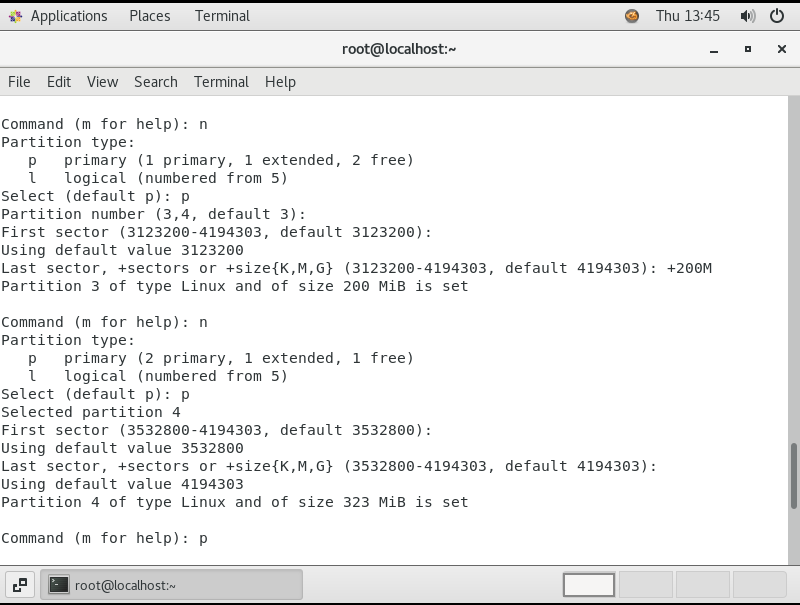 Applications Places Terminal Thu 13:45
root@localhost:~
File Edit View Search Terminal Help
Command (m for help): n
Partition type:
   p   primary (1 primary, 1 extended, 2 free)
   l   logical (numbered from 5)
Select (default p): p
Partition number (3,4, default 3):
First sector (3123200-4194303, default 3123200):
Using default value 3123200
Last sector, +sectors or +size{K,M,G} (3123200-4194303, default 4194303): +200M
Partition 3 of type Linux and of size 200 MiB is set
Command (m for help): n
Partition type:
   p   primary (2 primary, 1 extended, 1 free)
   l   logical (numbered from 5)
Select (default p): p
Selected partition 4
First sector (3532800-4194303, default 3532800):
Using default value 3532800
Last sector, +sectors or +size{K,M,G} (3532800-4194303, default 4194303):
Using default value 4194303
Partition 4 of type Linux and of size 323 MiB is set
Command (m for help): p
root@localhost:~